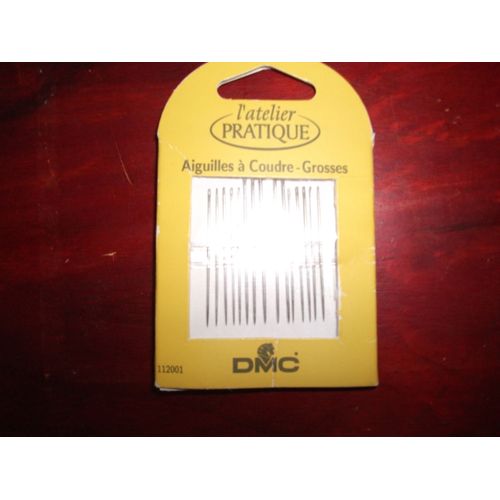 l'atelier
PRATIQUE
Aiguilles à Coudre - Grosses
DMC
112001